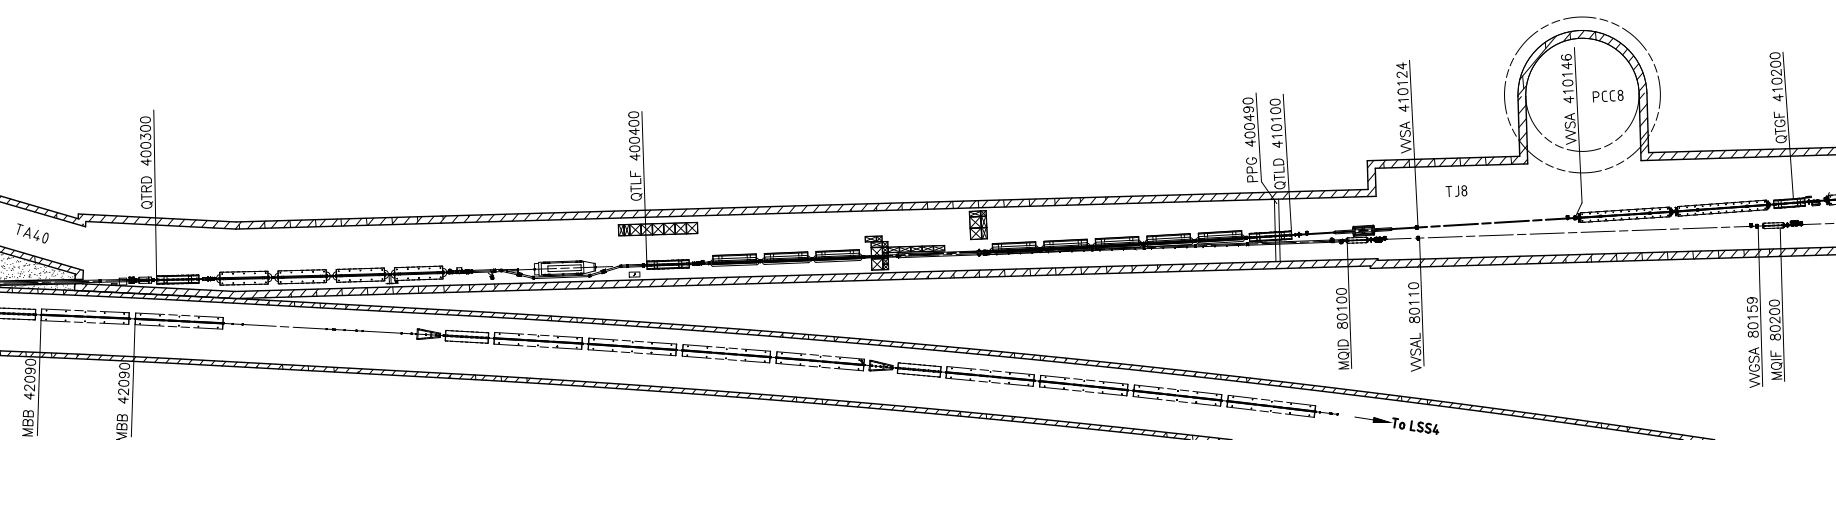 TA40
QTRD 400300
QTLF 400400
PPG 400490
QTLD 410100
VVSA 410124
TJ8
VVSA 410146
PCC8
QTGF 410200
MBB 42090
MBB 42090
MQID 80100
VVSAL 80110
VVGSA 80159
MQIF 80200
To LSS4